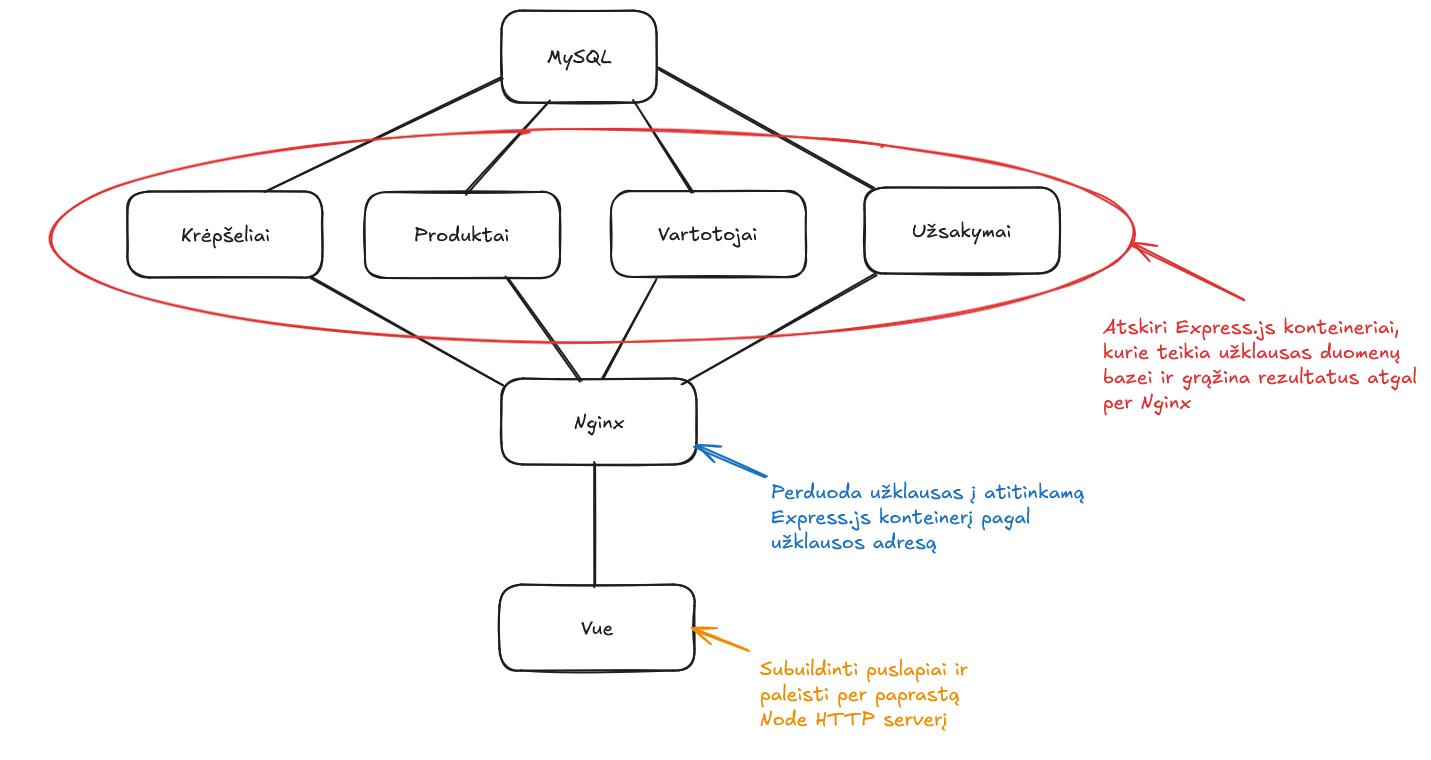 MySQL
Krėpšeliai
Produktai
Vartotojai
Užsakymai
Atskiri Express.js konteineriai,
kurie teikia užklausas duomenų
bazei ir grąžina rezultatus atgal
per Nginx
Nginx
Perduoda užklausas į atitinkamą
Express.js konteinerį pagal
užklausos adresą
Vue
Subuildinti puslapiai ir
paleisti per paprastą
Node HTTP serverį